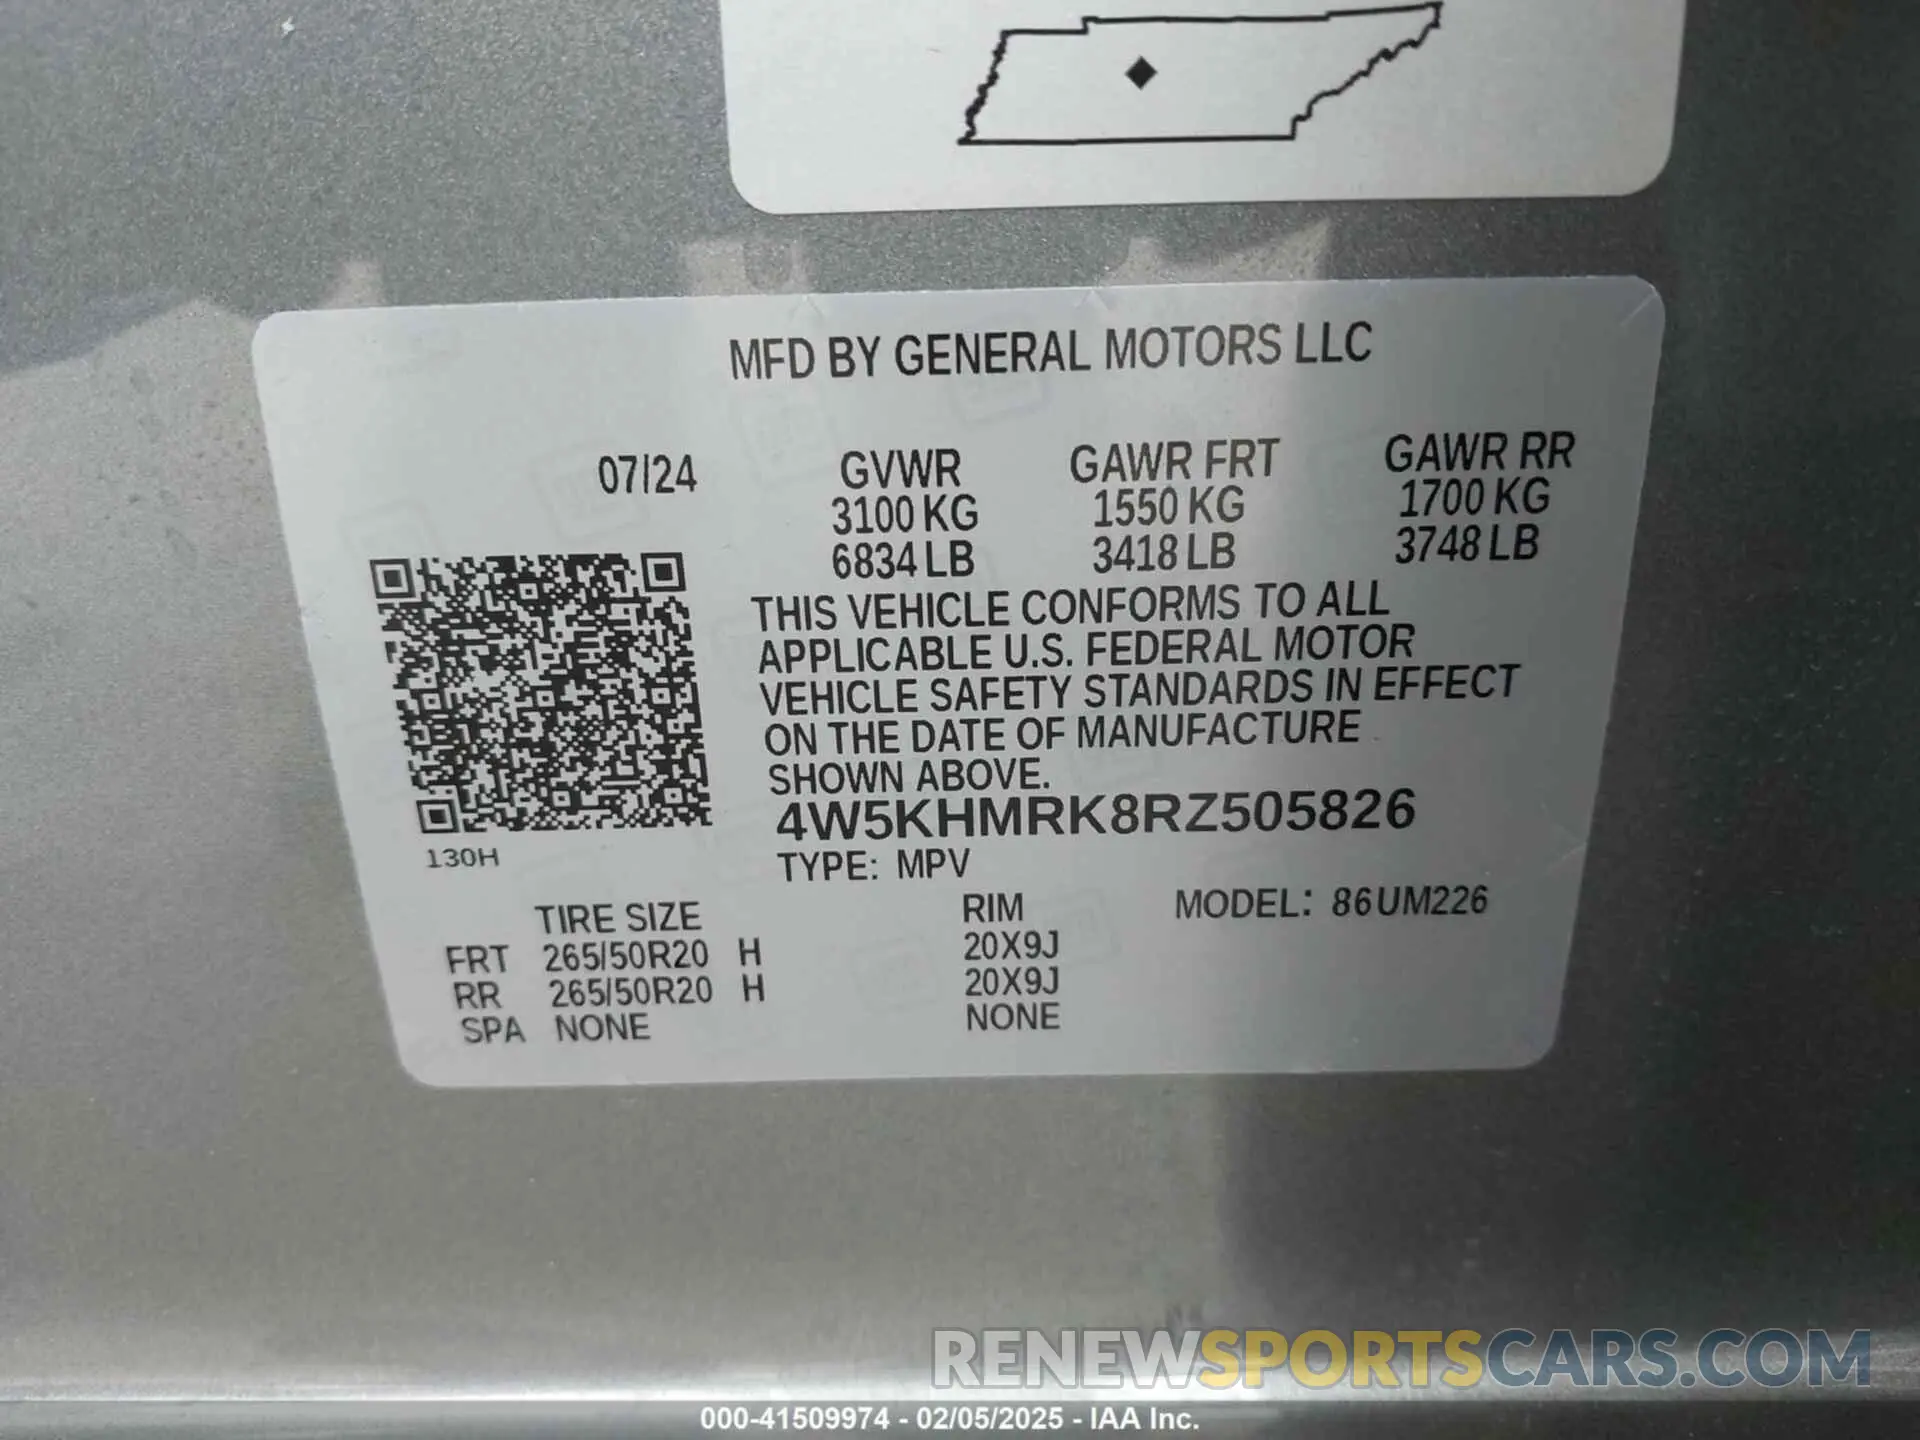 MFD BY GENERAL MOTORS LLC
07/24 GVWR GAWR FRT GAWR RR
3100 KG 1550 KG 1700 KG
6834 LB 3418 LB 3748 LB
THIS VEHICLE CONFORMS TO ALL
APPLICABLE U.S. FEDERAL MOTOR
VEHICLE SAFETY STANDARDS IN EFFECT
ON THE DATE OF MANUFACTURE
SHOWN ABOVE.
4W5KHMRK8RZ505826
130H
TYPE: MPV
TIRE SIZE RIM MODEL: 86UM226
FRT 265/50R20 H 20X9J
RR 265/50R20 H 20X9J
SPA NONE NONE
RENEWSPORTSCARS.COM
000-41509974 - 02/05/2025 - IAA Inc.